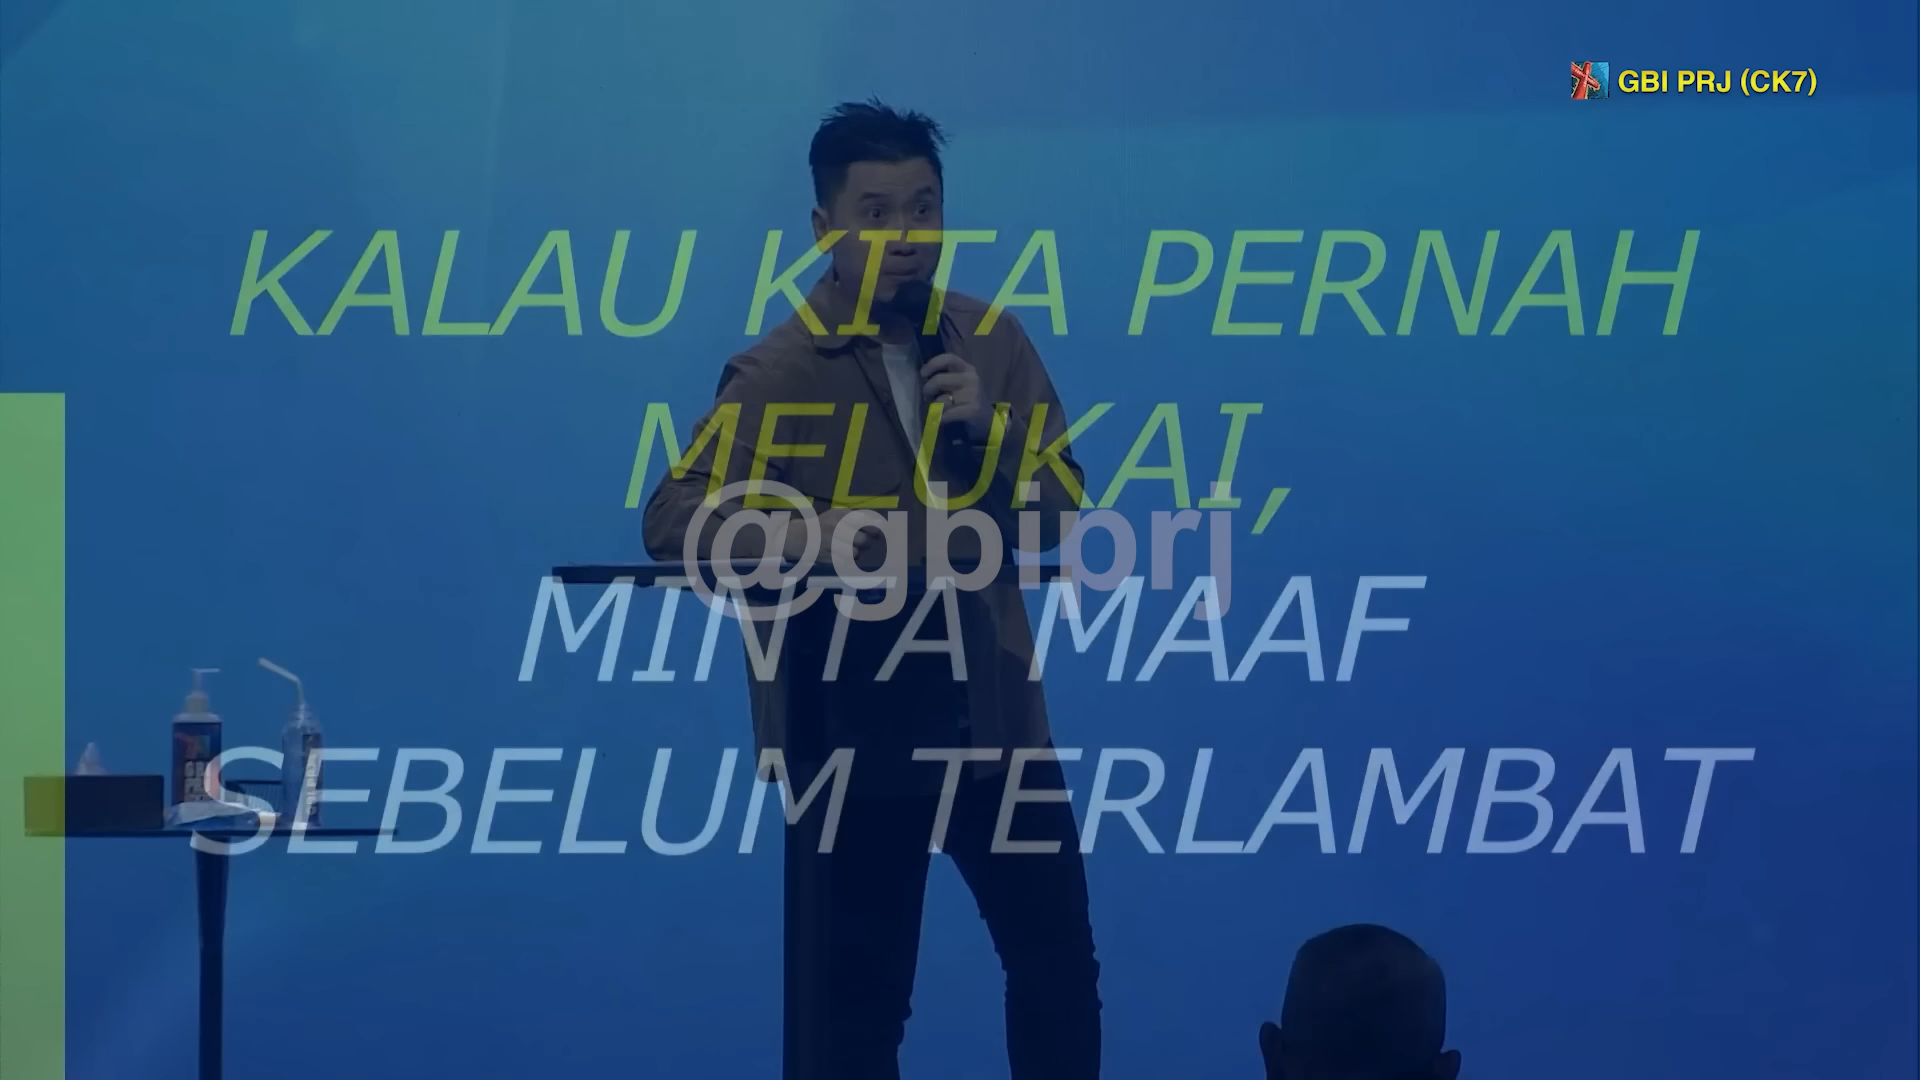 GBI PRJ (CK7)
KALAU KITA PERNAH
MELUKAI,
@gbiprj
MINTA MAAF
SEBELUM TERLAMBAT